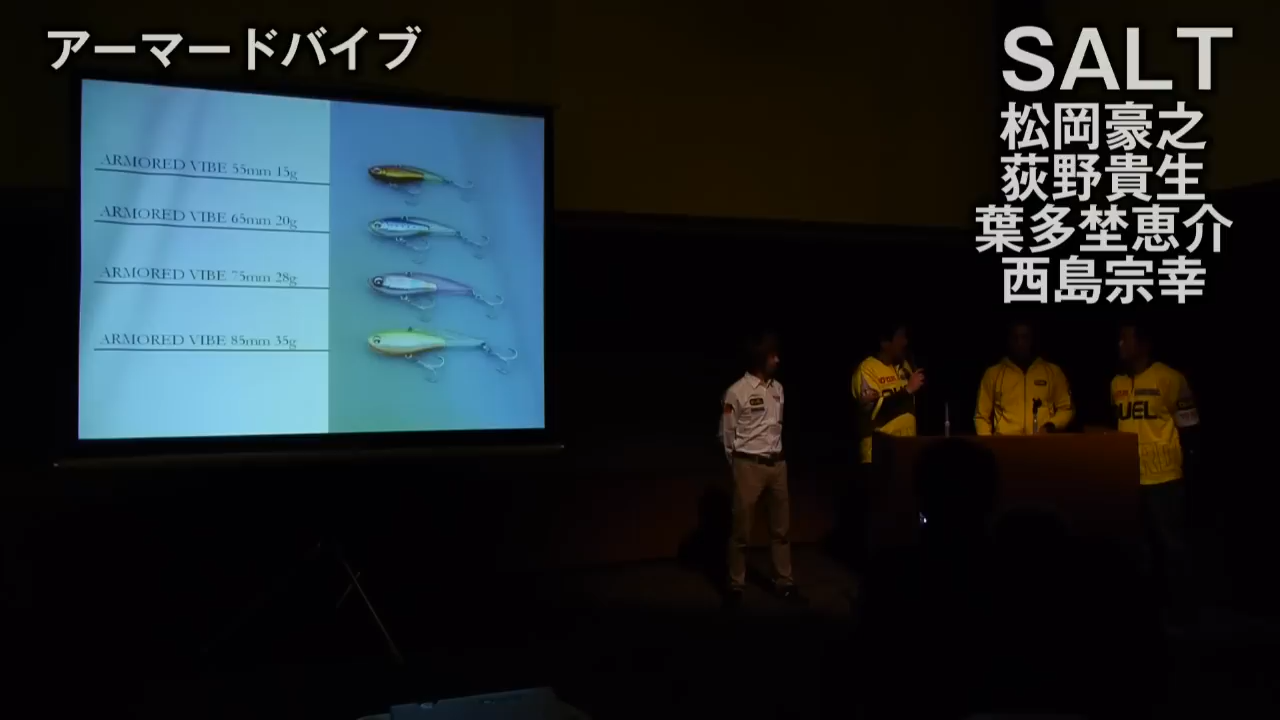 アーマードバイブ
SALT
松岡豪之
荻野貴生
葉多埜恵介
西島宗幸
ARMORED VIBE 55mm 15g
ARMORED VIBE 65mm 20g
ARMORED VIBE 75mm 28g
ARMORED VIBE 85mm 35g
DUEL